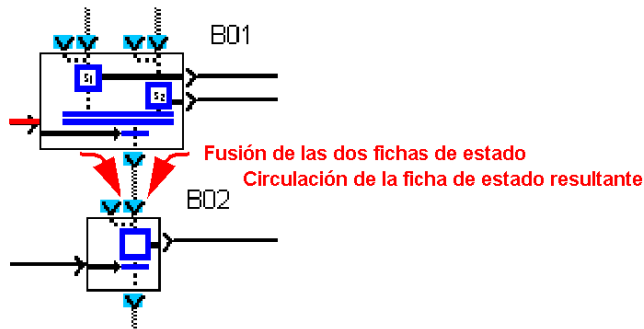 B01
S1
S2
Fusión de las dos fichas de estado
Circulación de la ficha de estado resultante
B02